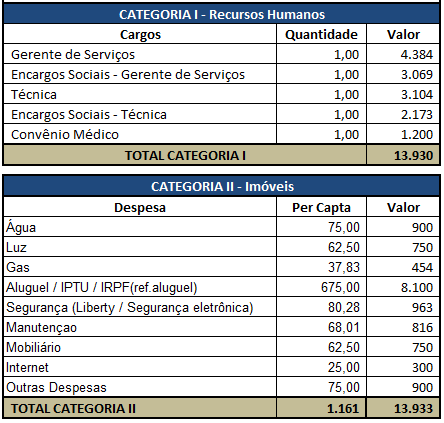 CATEGORIA I - Recursos Humanos
Cargos Quantidade Valor
Gerente de Serviços 1,00 4.384
Encargos Sociais - Gerente de Serviços 1,00 3.069
Técnica 1,00 3.104
Encargos Sociais - Técnica 1,00 2.173
Convênio Médico 1,00 1.200
TOTAL CATEGORIA I 13.930
CATEGORIA II - Imóveis
Despesa Per Capta Valor
Água 75,00 900
Luz 62,50 750
Gas 37,83 454
Aluguel / IPTU / IRPF(ref.aluguel) 675,00 8.100
Segurança (Liberty / Segurança eletrônica) 80,28 963
Manutençao 68,01 816
Mobiliário 62,50 750
Internet 25,00 300
Outras Despesas 75,00 900
TOTAL CATEGORIA II 1.161 13.933